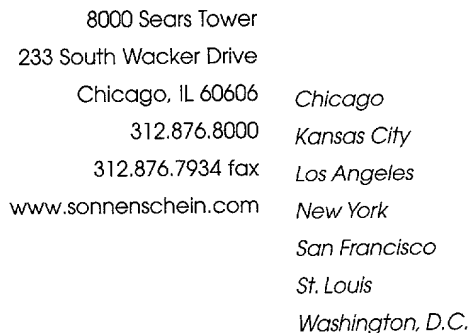 8000 Sears Tower
233 South Wacker Drive
Chicago, IL 60606
312.876.8000
312.876.7934 fax
www.sonnenschein.com
Chicago
Kansas City
Los Angeles
New York
San Francisco
St. Louis
Washington, D.C.